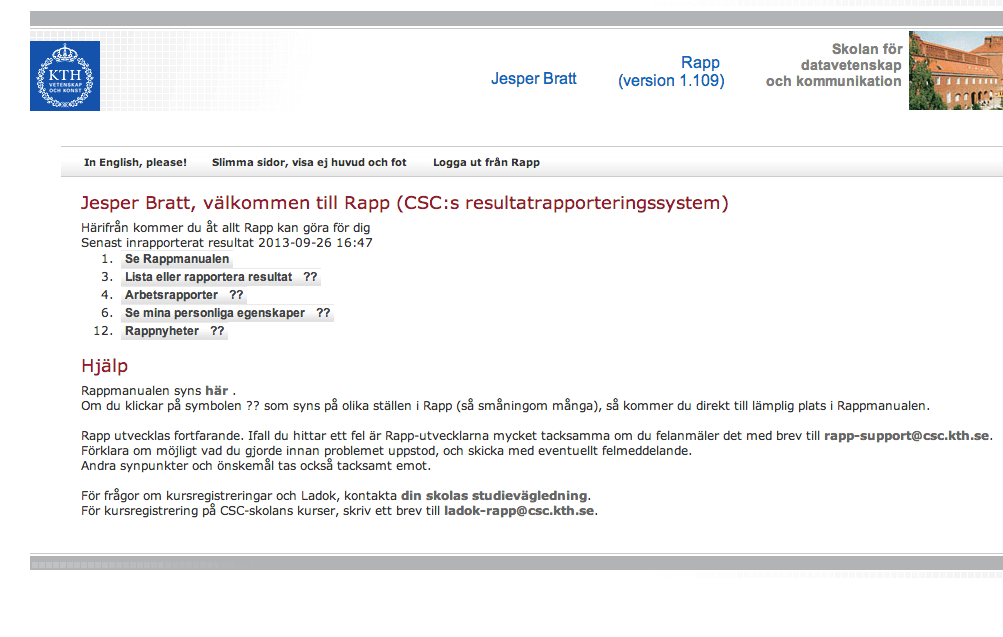 KTH
VETENSKAP
OCH KONST
Jesper Bratt
Rapp
(version 1.109)
Skolan för
datavetenskap
och kommunikation
In English, please! Slimma sidor, visa ej huvud och fot Logga ut från Rapp
Jesper Bratt, välkommen till Rapp (CSC:s resultatrapporteringssystem)
Härifrån kommer du åt allt Rapp kan göra för dig
Senast inrapporterat resultat 2013-09-26 16:47
1. Se Rappmanualen
3. Lista eller rapportera resultat ??
4. Arbetsrapporter ??
6. Se mina personliga egenskaper ??
12. Rappnyheter ??
Hjälp
Rappmanualen syns här .
Om du klickar på symbolen ?? som syns på olika ställen i Rapp (så småningom många), så kommer du direkt till lämplig plats i Rappmanualen.
Rapp utvecklas fortfarande. Ifall du hittar ett fel är Rapp-utvecklarna mycket tacksamma om du felanmäler det med brev till rapp-support@csc.kth.se.
Förklara om möjligt vad du gjorde innan problemet uppstod, och skicka med eventuellt felmeddelande.
Andra synpunkter och önskemål tas också tacksamt emot.
För frågor om kursregistreringar och Ladok, kontakta din skolas studievägledning.
För kursregistrering på CSC-skolans kurser, skriv ett brev till ladok-rapp@csc.kth.se.